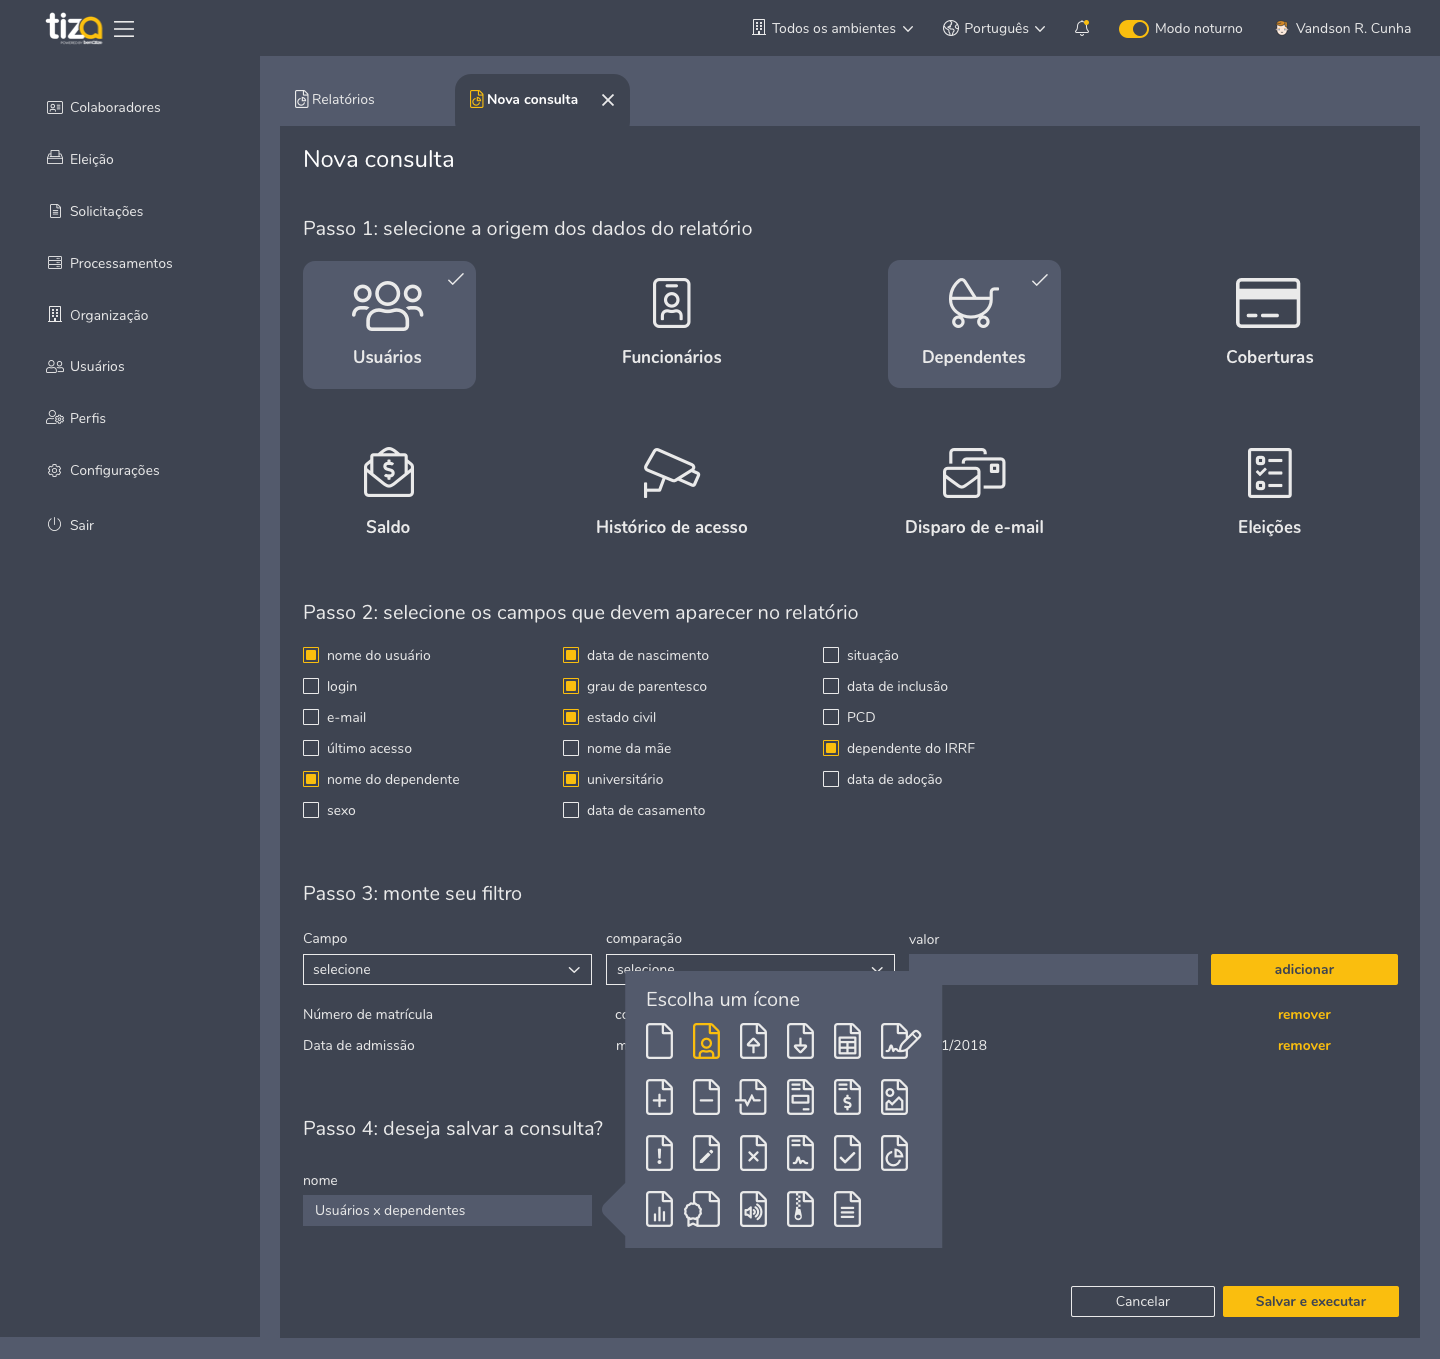 tiza
Todos os ambientes
Português
Modo noturno
Vandson R. Cunha
Colaboradores
Eleição
Solicitações
Processamentos
Organização
Usuários
Perfis
Configurações
Sair
Relatórios
Nova consulta
Nova consulta
Passo 1: selecione a origem dos dados do relatório
Usuários
Funcionários
Dependentes
Coberturas
Saldo
Histórico de acesso
Disparo de e-mail
Eleições
Passo 2: selecione os campos que devem aparecer no relatório
nome do usuário
login
e-mail
último acesso
nome do dependente
sexo
data de nascimento
grau de parentesco
estado civil
nome da mãe
universitário
data de casamento
situação
data de inclusão
PCD
dependente do IRRF
data de adoção
Passo 3: monte seu filtro
Campo
comparação
valor
selecione
selecione
adicionar
Número de matrícula
co
remover
Data de admissão
m
1/2018
remover
Escolha um ícone
Passo 4: deseja salvar a consulta?
nome
Usuários x dependentes
Cancelar
Salvar e executar